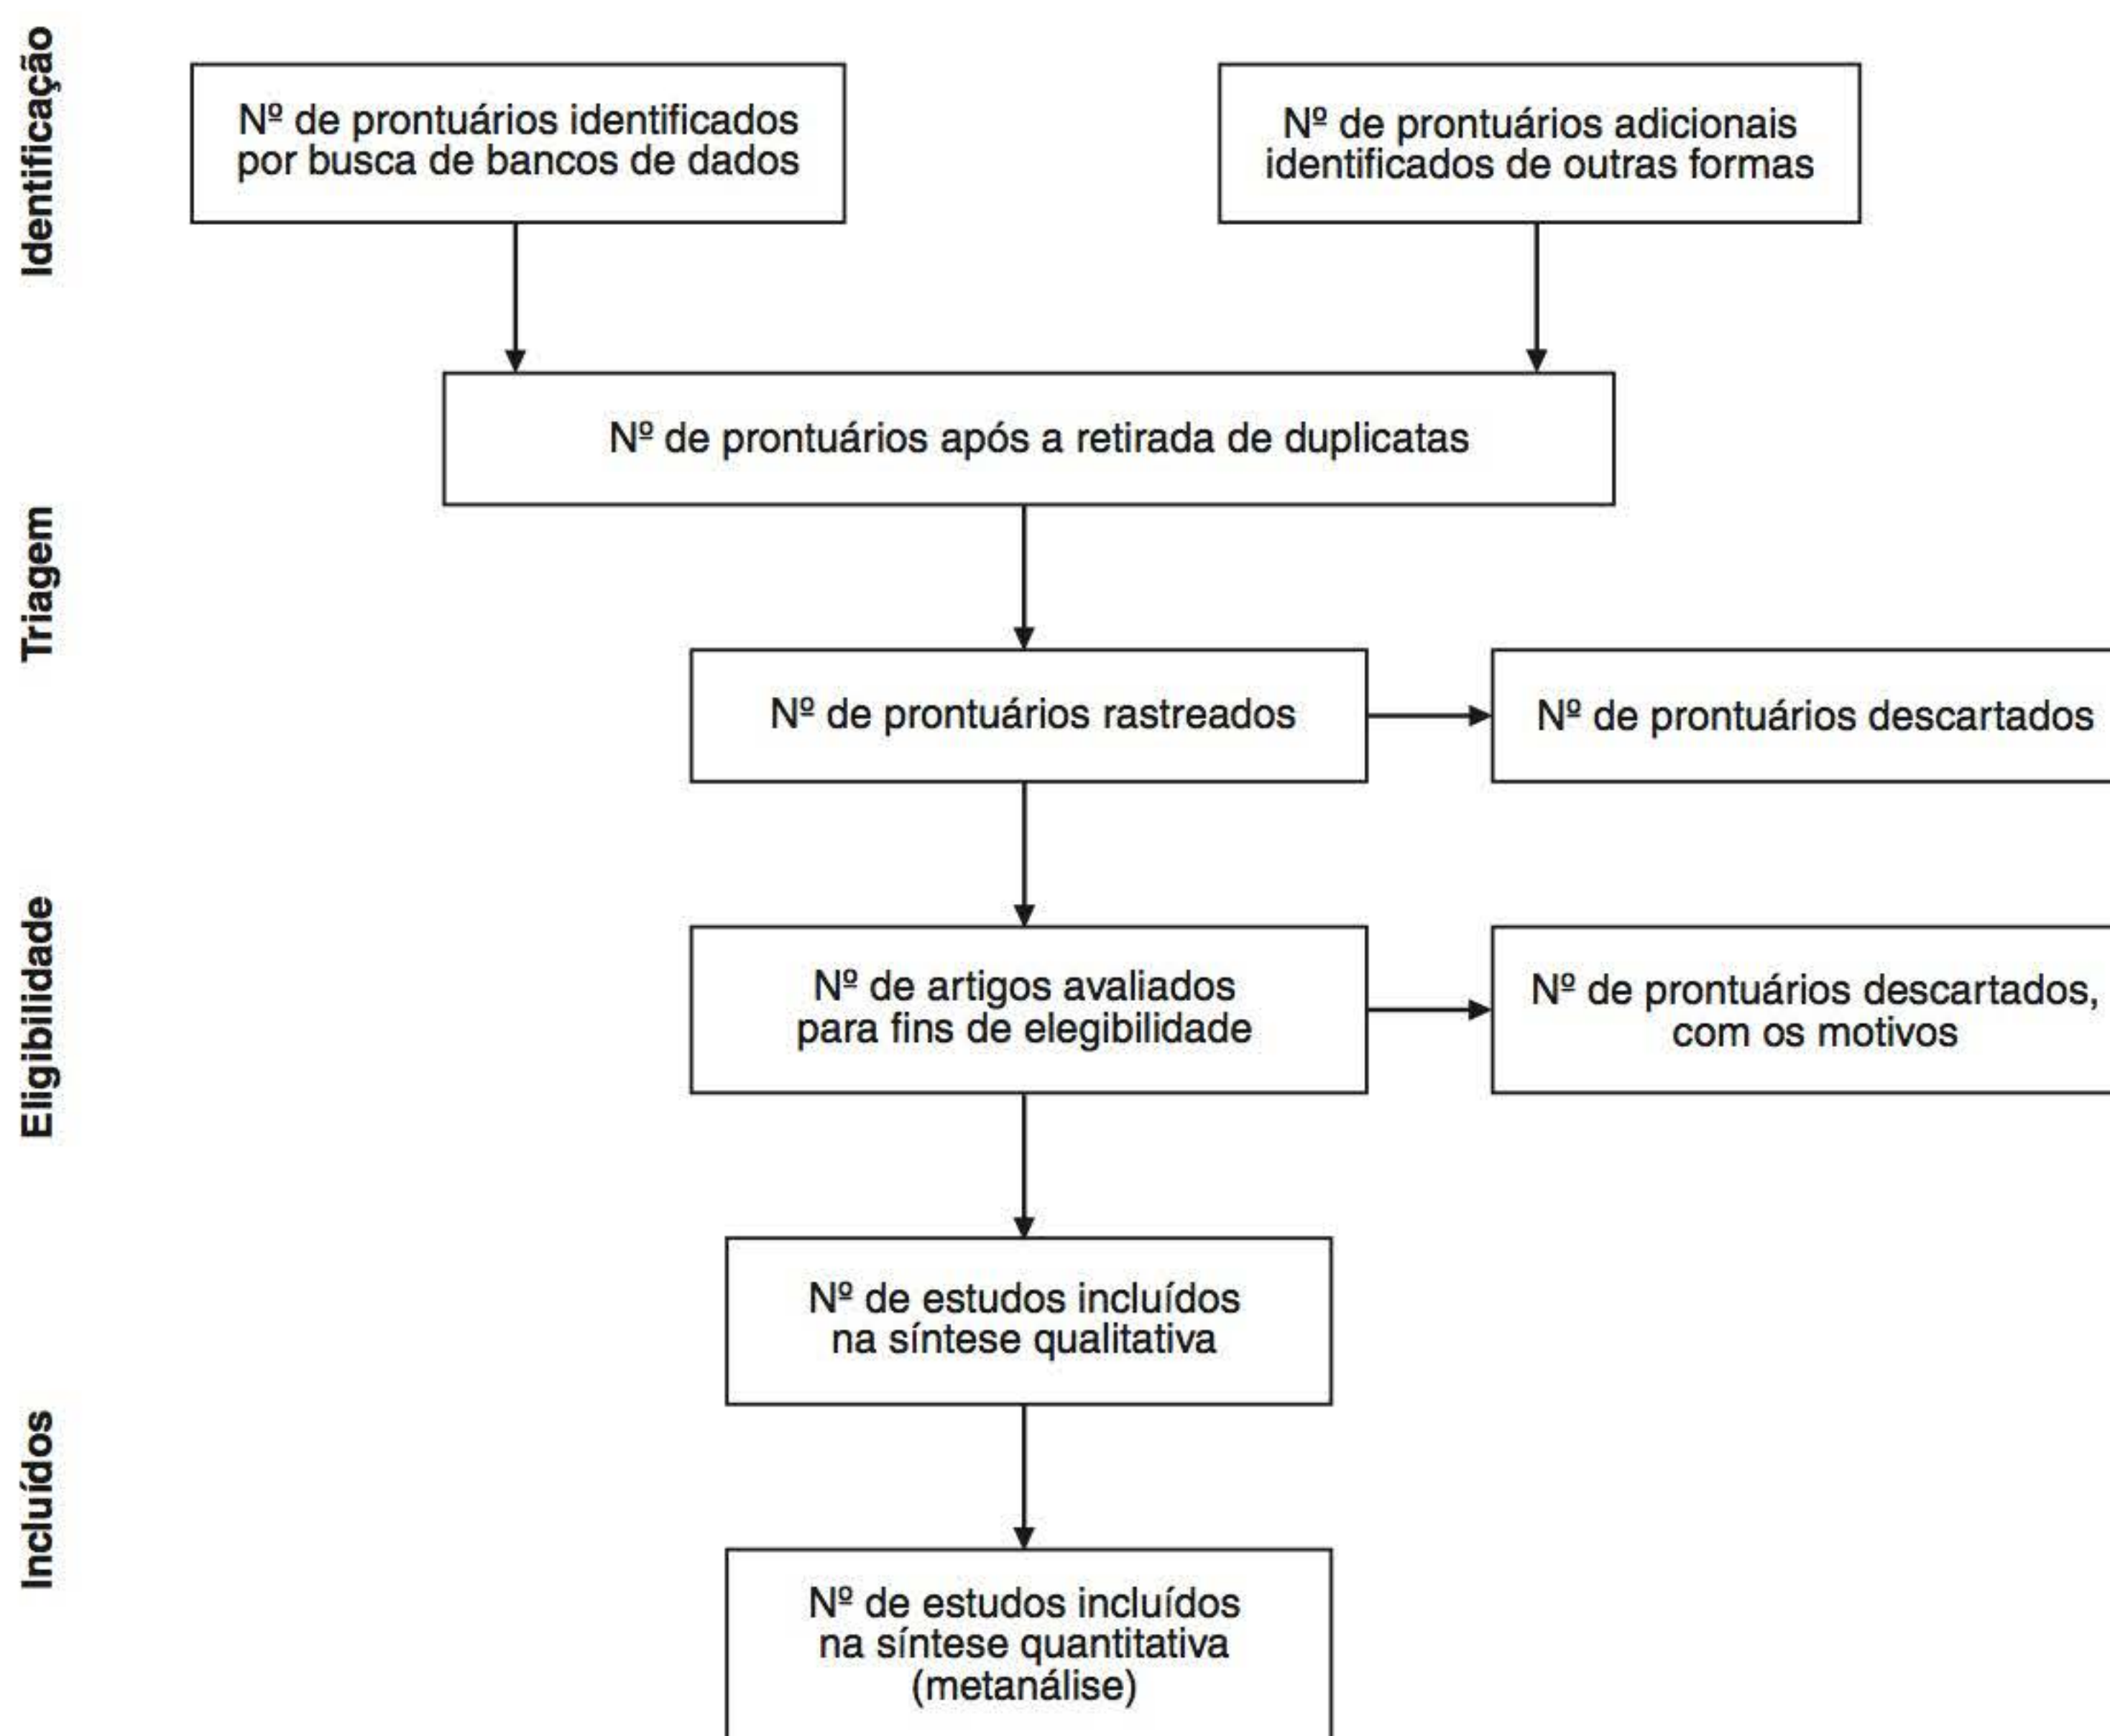 Identificação
Nº de prontuários identificados
por busca de bancos de dados
Nº de prontuários adicionais
identificados de outras formas
Nº de prontuários após a retirada de duplicatas
Triagem
Nº de prontuários rastreados
Nº de prontuários descartados
Eligibilidade
Nº de artigos avaliados
para fins de elegibilidade
Nº de prontuários descartados,
com os motivos
Nº de estudos incluídos
na síntese qualitativa
Incluídos
Nº de estudos incluídos
na síntese quantitativa
(metanálise)